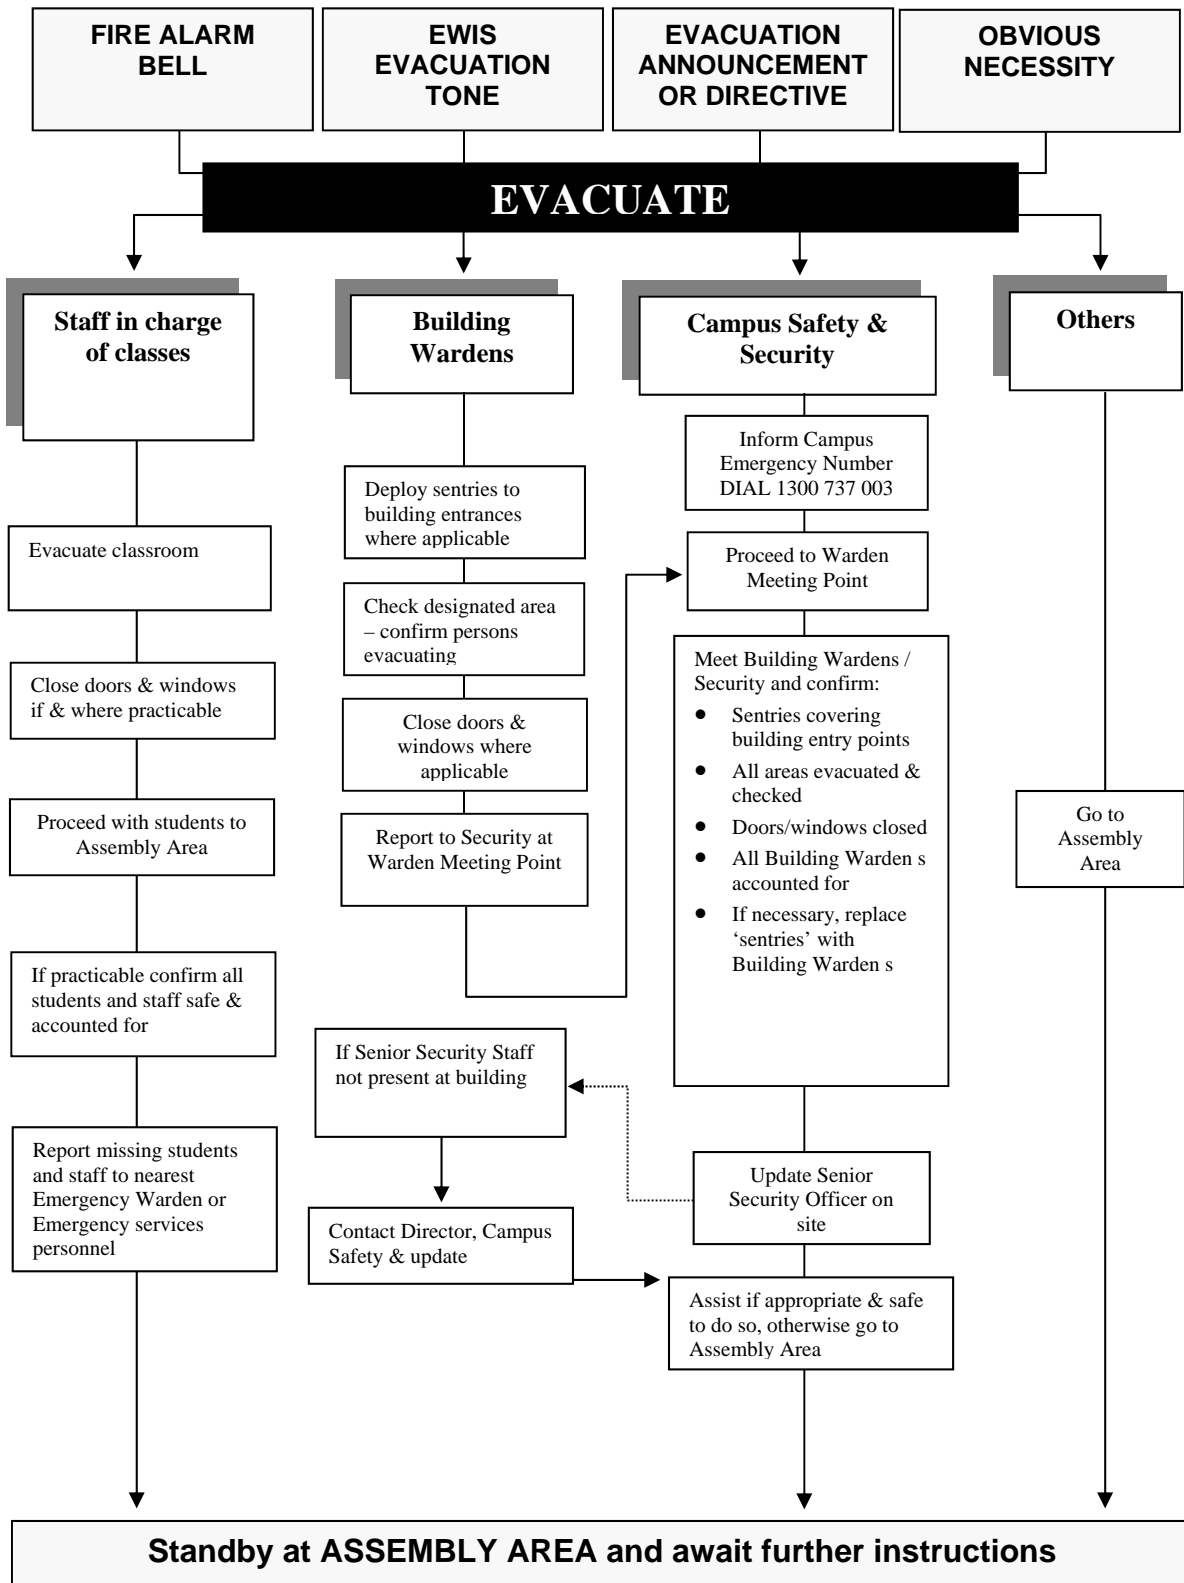 FIRE ALARM
BELL
EWIS
EVACUATION
TONE
EVACUATION
ANNOUNCEMENT
OR DIRECTIVE
OBVIOUS
NECESSITY
EVACUATE
Staff in charge
of classes
Evacuate classroom
Close doors & windows
if & where practicable
Proceed with students to
Assembly Area
If practicable confirm all
students and staff safe &
accounted for
Report missing students
and staff to nearest
Emergency Warden or
Emergency services
personnel
Building
Wardens
Deploy sentries to
building entrances
where applicable
Check designated area
– confirm persons
evacuating
Close doors &
windows where
applicable
Report to Security at
Warden Meeting Point
Campus Safety &
Security
Inform Campus
Emergency Number
DIAL 1300 737 003
Proceed to Warden
Meeting Point
Meet Building Wardens /
Security and confirm:
● Sentries covering
building entry points
● All areas evacuated &
checked
● Doors/windows closed
● All Building Warden s
accounted for
● If necessary, replace
‘sentries’ with
Building Warden s
Update Senior
Security Officer on
site
If Senior Security Staff
not present at building
Contact Director, Campus
Safety & update
Assist if appropriate & safe
to do so, otherwise go to
Assembly Area
Others
Go to
Assembly
Area
Standby at ASSEMBLY AREA and await further instructions